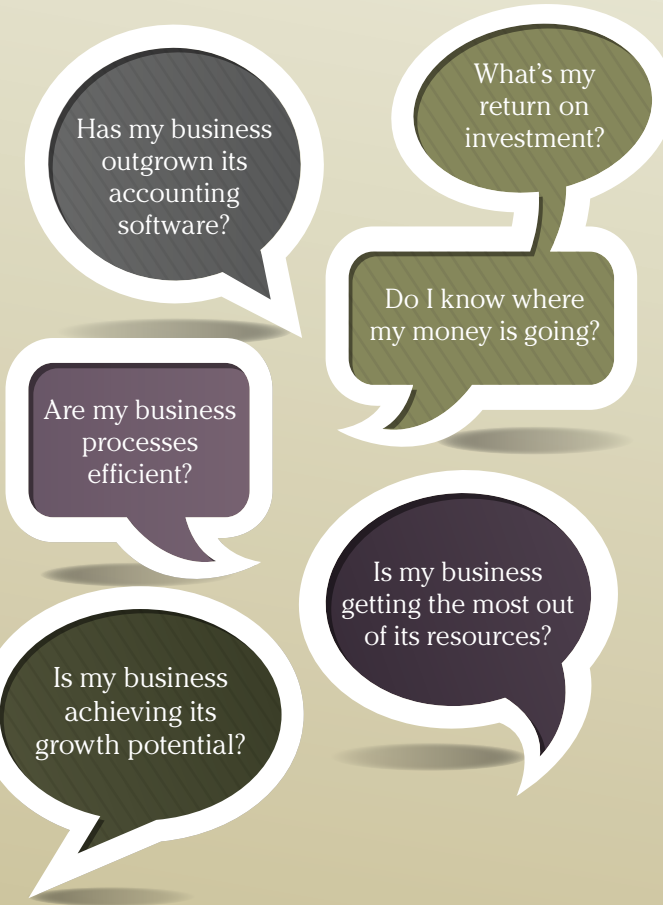 Has my business
outgrown its
accounting
software?
What's my
return on
investment?
Do I know where
my money is going?
Are my business
processes
efficient?
Is my business
getting the most out
of its resources?
Is my business
achieving its
growth potential?